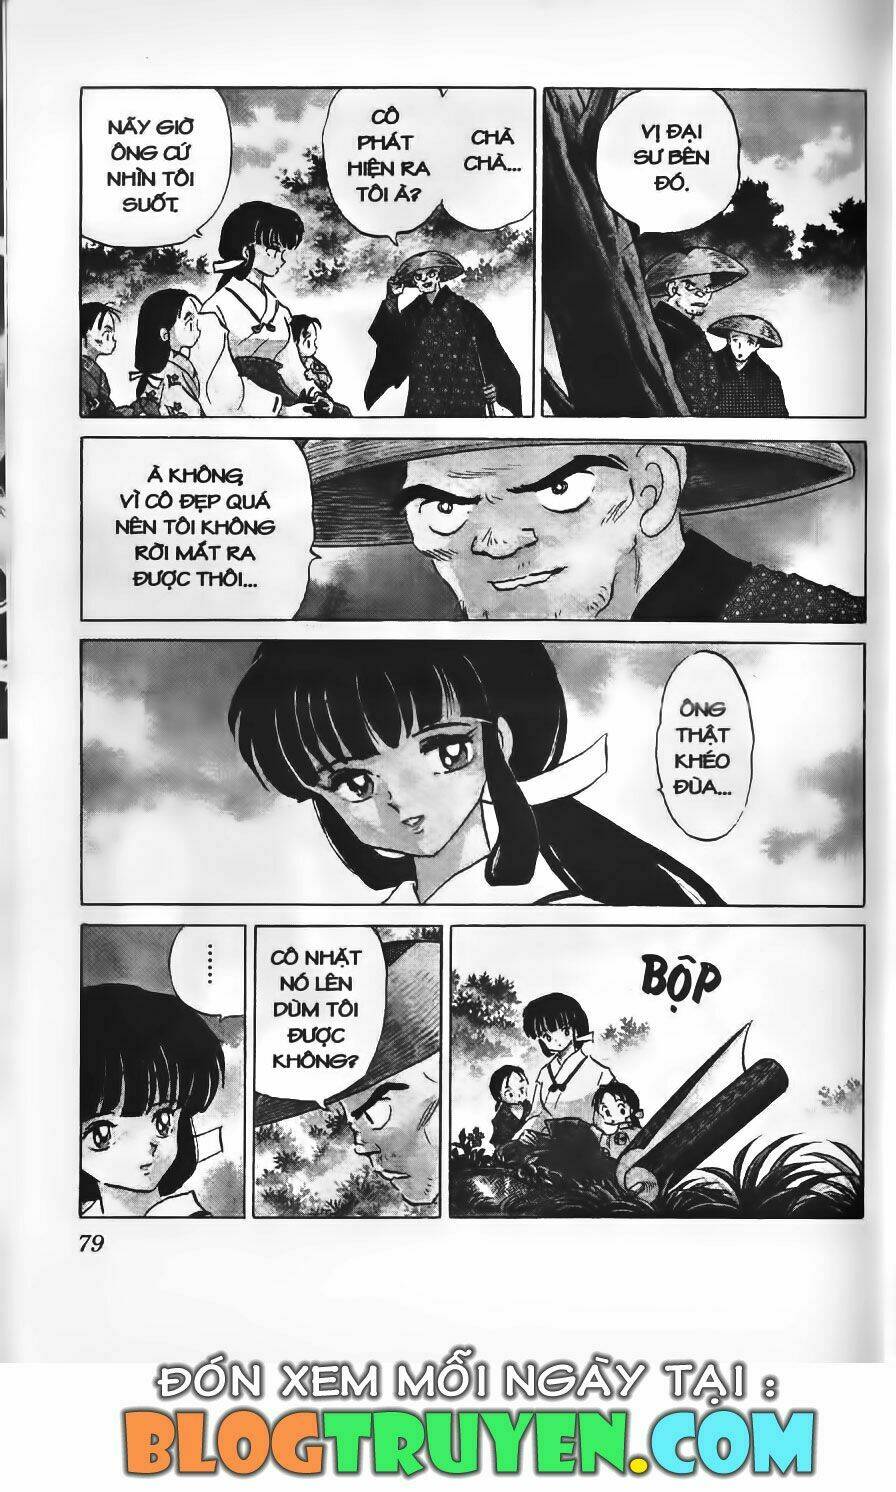 VỊ ĐẠI
SƯ BÊN
ĐÓ.
CHÀ
CHÀ...
CÔ
PHÁT
HIỆN RA
TÔI À?
NÃY GIỜ
ÔNG CỨ
NHÌN TÔI
SUỐT.
À KHÔNG,
VÌ CÔ ĐẸP QUÁ
NÊN TÔI KHÔNG
RỜI MẮT RA
ĐƯỢC THÔI...
ÔNG
THẬT
KHÉO
ĐÙA...
BỘP
CÔ NHẶT
NÓ LÊN
DÙM TÔI
ĐƯỢC
KHÔNG?
......
79
ĐÓN XEM MỖI NGÀY TẠI :
BLOGTRUYEN.COM